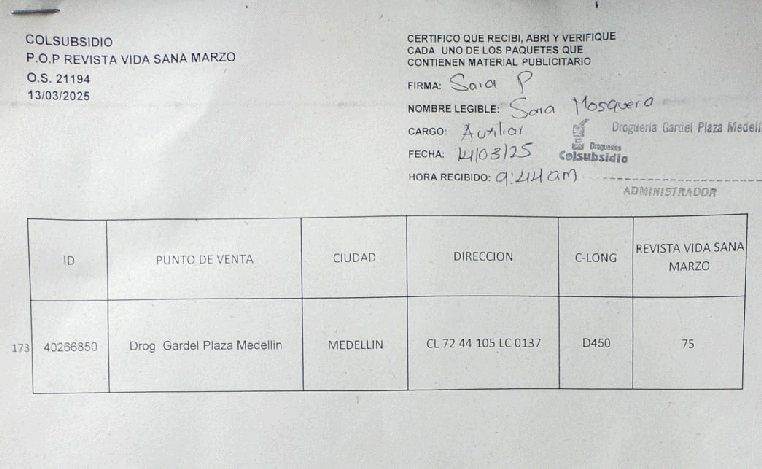 COLSUBSIDIO
P.O.P REVISTA VIDA SANA MARZO
O.S. 21194
13/03/2025
CERTIFICO QUE RECIBI, ABRI Y VERIFIQUE
CADA UNO DE LOS PAQUETES QUE
CONTIENEN MATERIAL PUBLICITARIO
FIRMA: Sara P
NOMBRE LEGIBLE: Sara Mosquera
CARGO: Auxiliar
FECHA: 14/03/25
HORA RECIBIDO: 9:44am
Droguería Gardel Plaza Medell
Droguerías
Colsubsidio
ADMINISTRADOR
ID PUNTO DE VENTA CIUDAD DIRECCION C-LONG REVISTA VIDA SANA MARZO
173 40266850 Drog Gardel Plaza Medellin MEDELLIN CL 72 44 105 LC 0137 D450 75